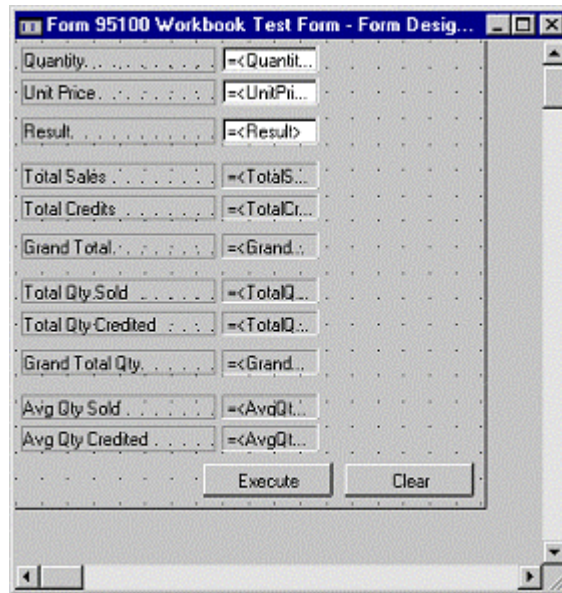 Form 95100 Workbook Test Form - Form Desig...
Quantity. . . . . . . . . =<Quantit...
Unit Price. . . . . . . . =<UnitPri...
Result. . . . . . . . . . =<Result>
Total Sales . . . . . . . =<TotalS...
Total Credits . . . . . . =<TotalCr...
Grand Total. . . . . . . =<Grand...
Total Qty Sold . . . . . =<TotalQ...
Total Qty Credited . . . =<TotalQ...
Grand Total Qty. . . . . =<Grand...
Avg Qty Sold . . . . . . =<AvgQt...
Avg Qty Credited . . . . =<AvgQt...
Execute Clear